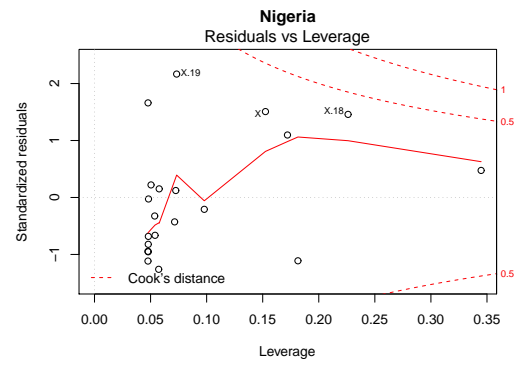 Nigeria
Residuals vs Leverage
Standardized residuals
2
1
0
-1
X.19
X
X.18
1
0.5
0.5
Cook's distance
0.00 0.05 0.10 0.15 0.20 0.25 0.30 0.35
Leverage